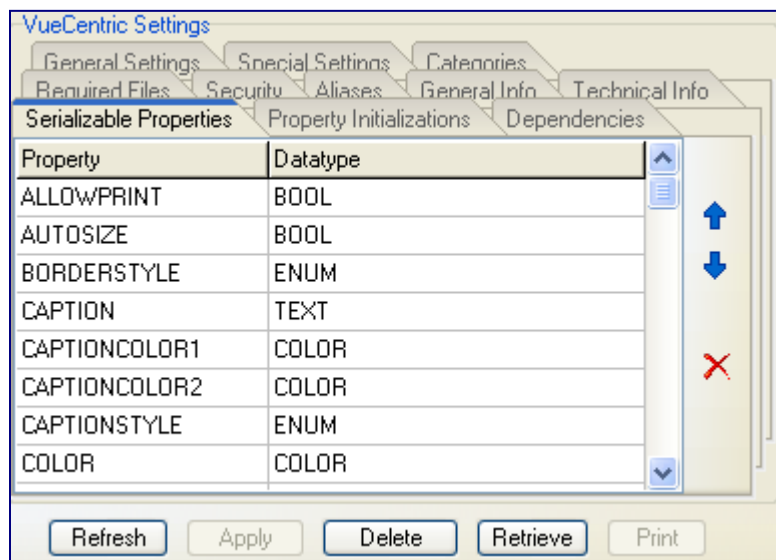 VueCentric Settings
General Settings Special Settings Categories
Required Files Security Aliases General Info Technical Info
Serializable Properties Property Initializations Dependencies
Property Datatype
ALLOWPRINT BOOL
AUTOSIZE BOOL
BORDERSTYLE ENUM
CAPTION TEXT
CAPTIONCOLOR1 COLOR
CAPTIONCOLOR2 COLOR
CAPTIONSTYLE ENUM
COLOR COLOR
Refresh Apply Delete Retrieve Print